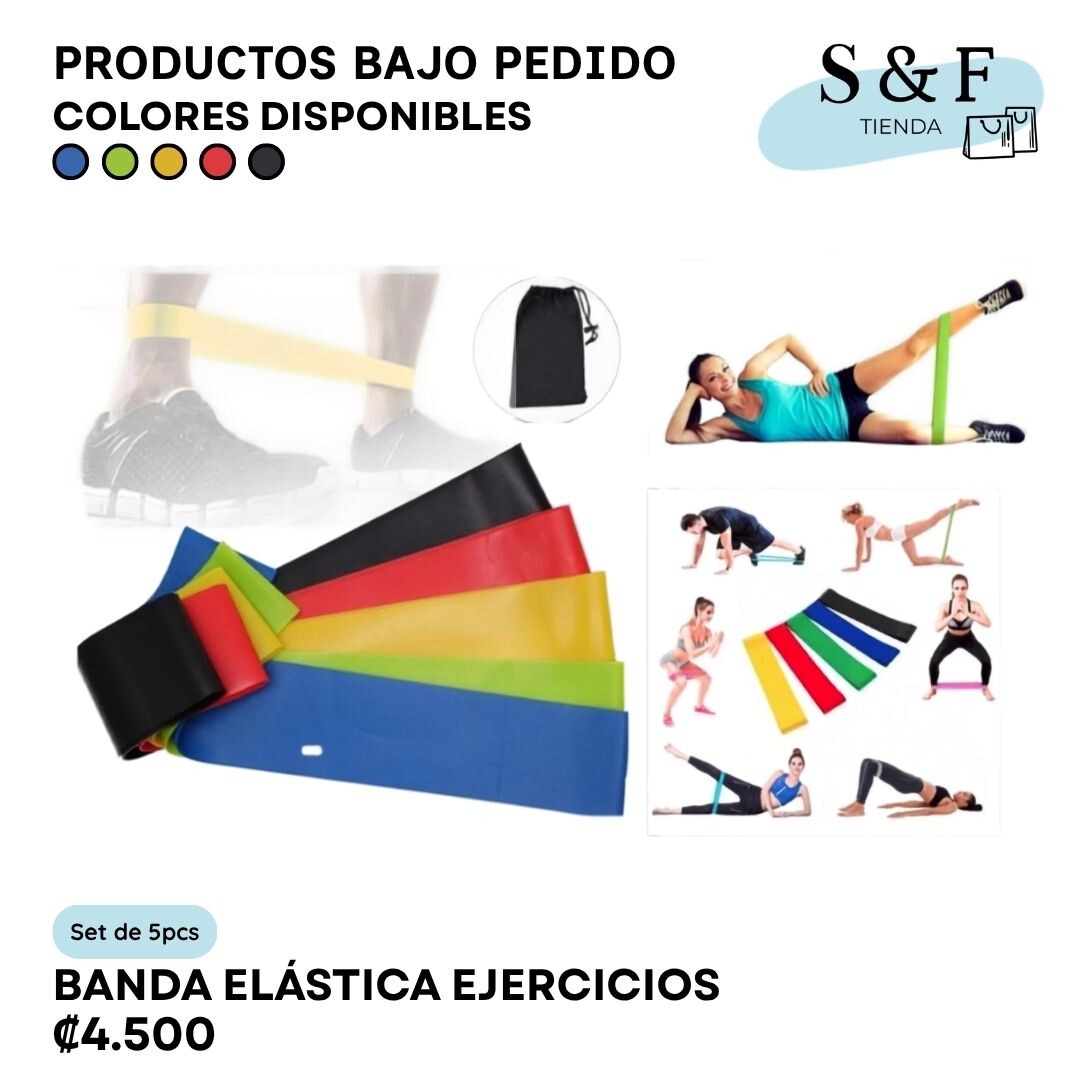 PRODUCTOS BAJO PEDIDO
COLORES DISPONIBLES
S & F
TIENDA
Set de 5pcs
BANDA ELÁSTICA EJERCICIOS
₡4.500